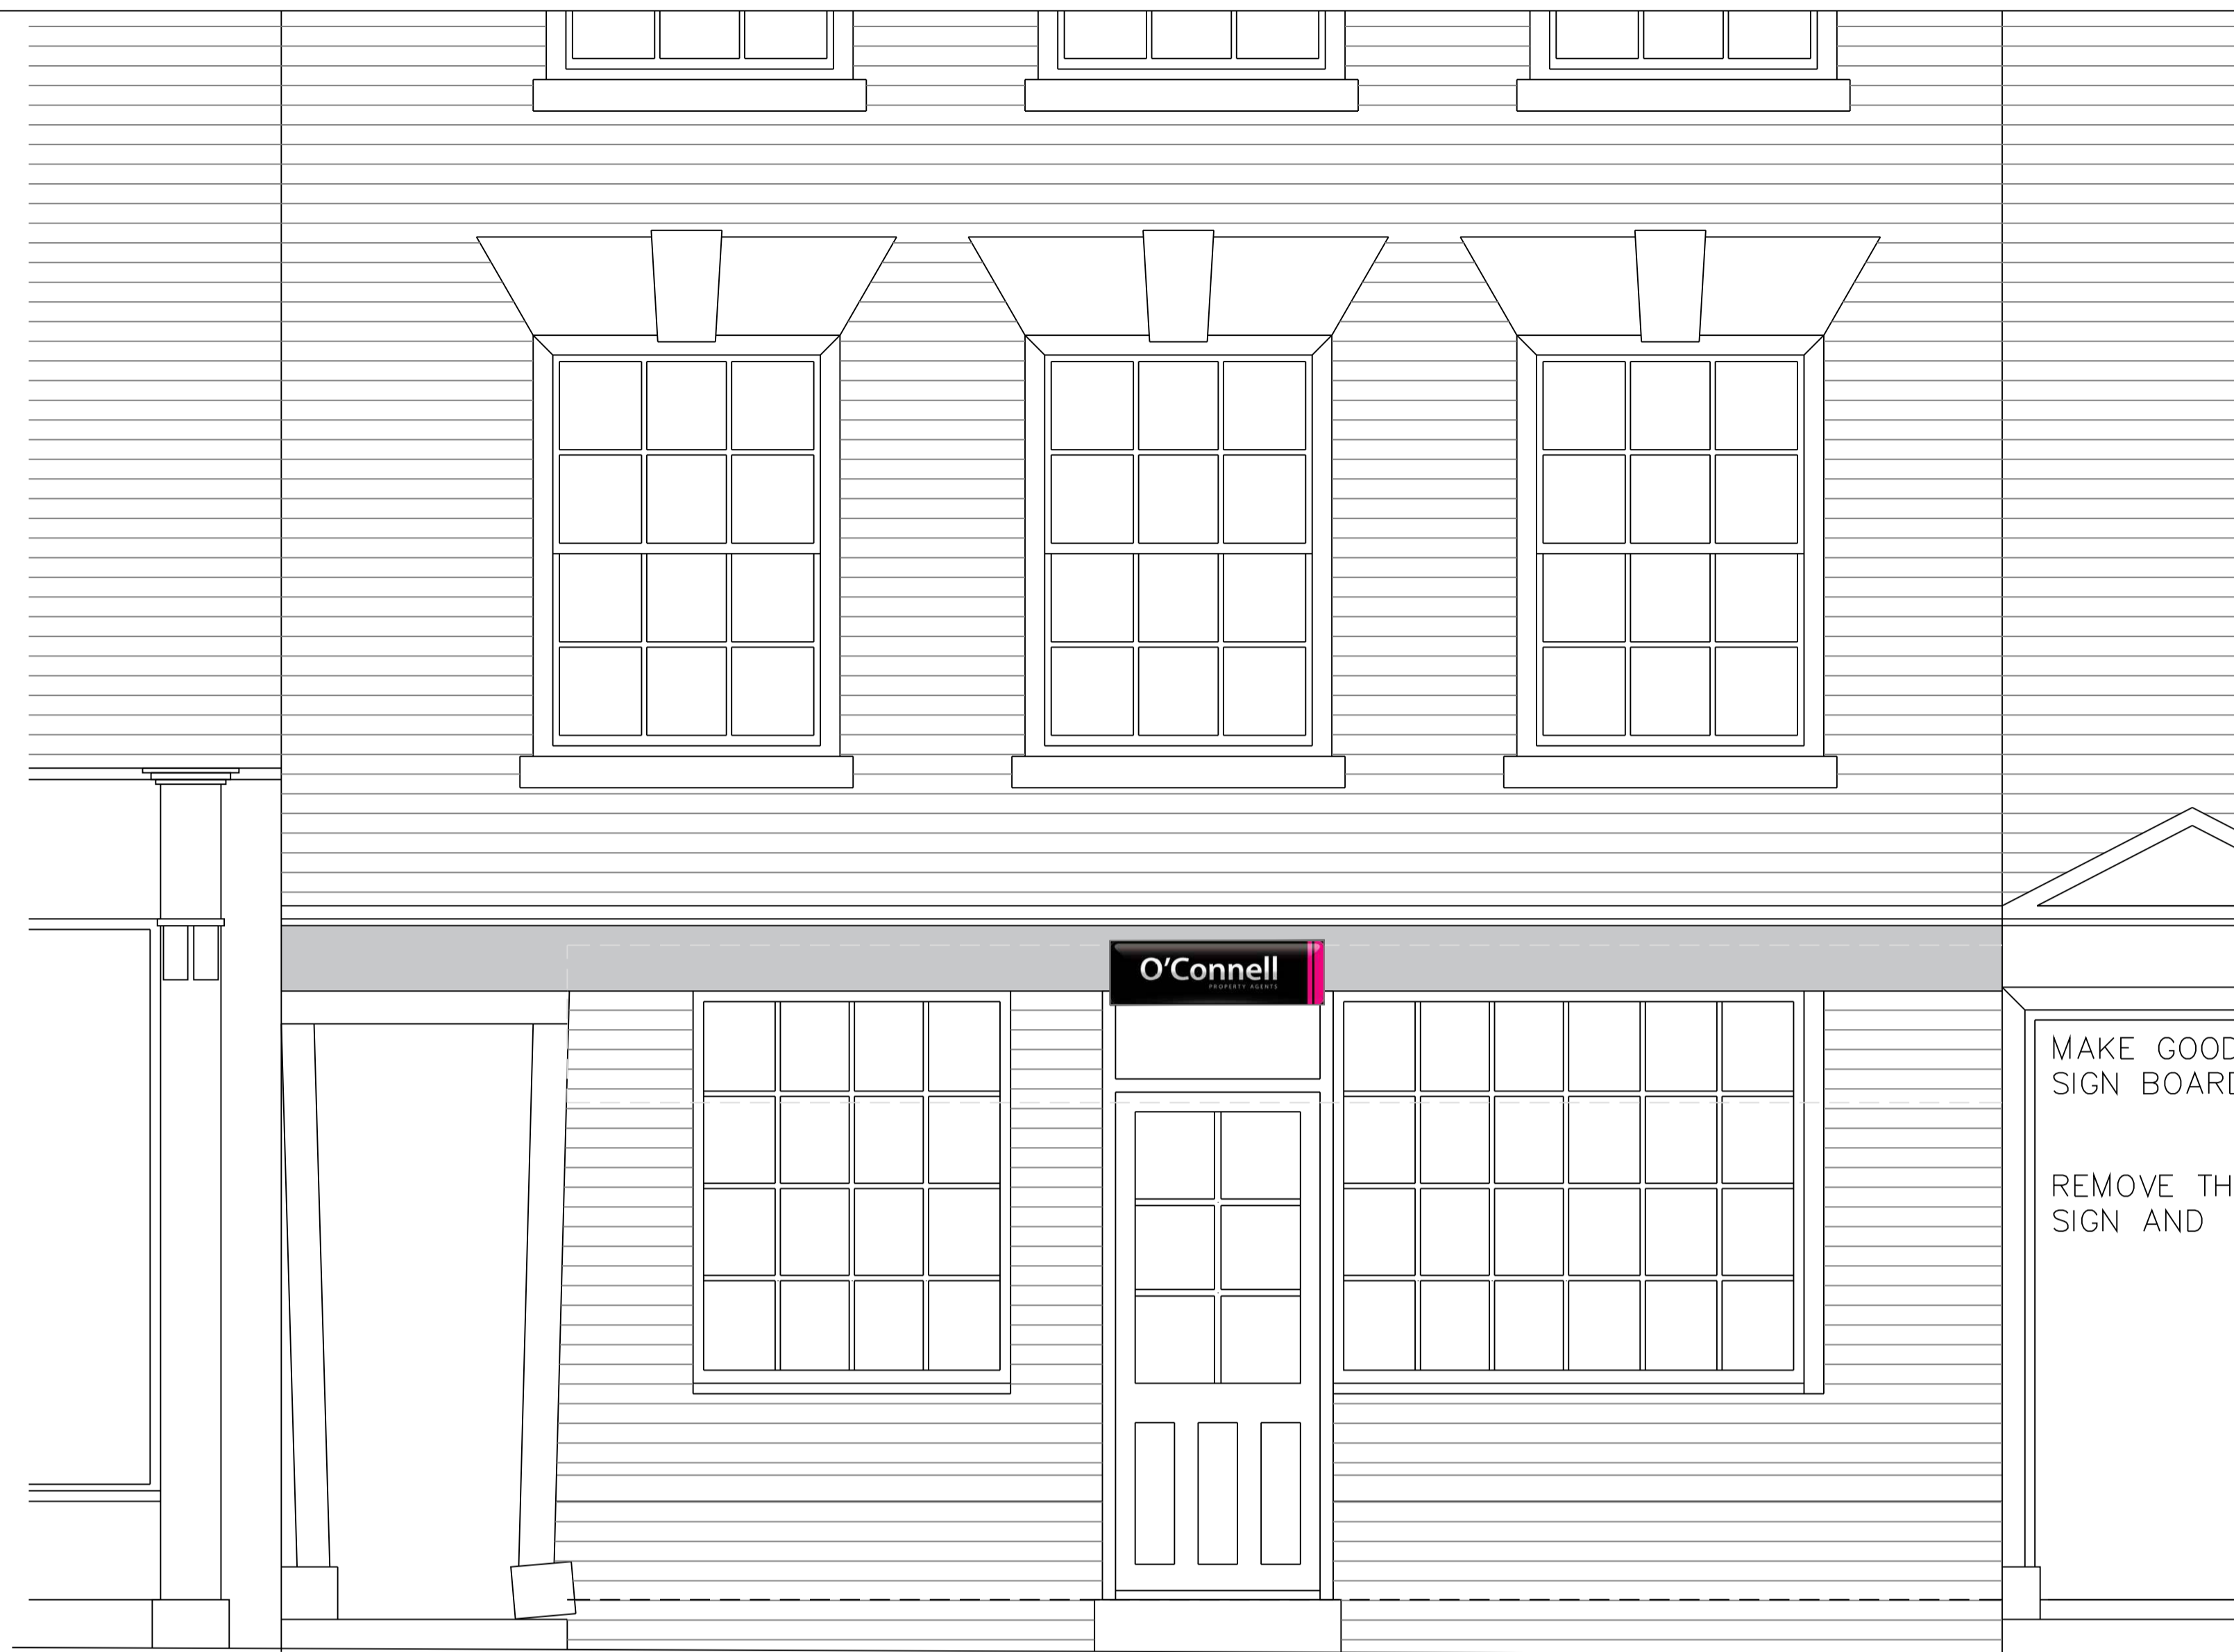 O'Connell
PROPERTY AGENTS
MAKE GOOD
SIGN BOARD
REMOVE TH
SIGN AND